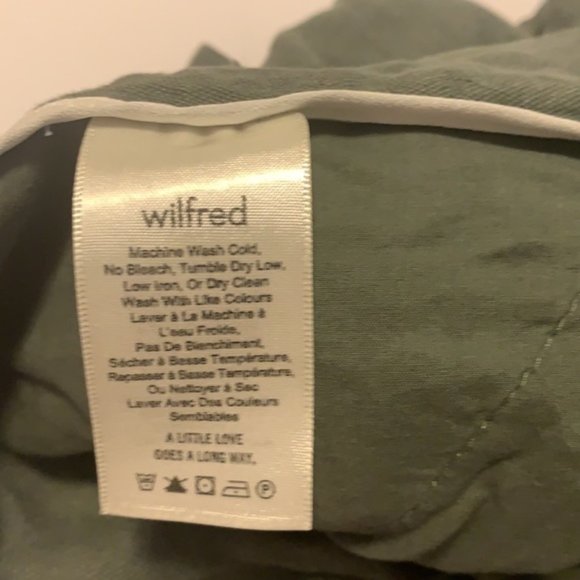 wilfred
Machine Wash Cold,
No Bleach, Tumble Dry Low,
Low Iron, Or Dry Clean
Wash With Like Colours
Laver à La Machine à
L'eau Froide,
Pas De Blanchiment,
Sécher à Basse Température,
Repasser à Basse Température,
Ou Nettoyer à Sec
Laver Avec Des Couleurs
Semblables
A LITTLE LOVE
GOES A LONG WAY.
P